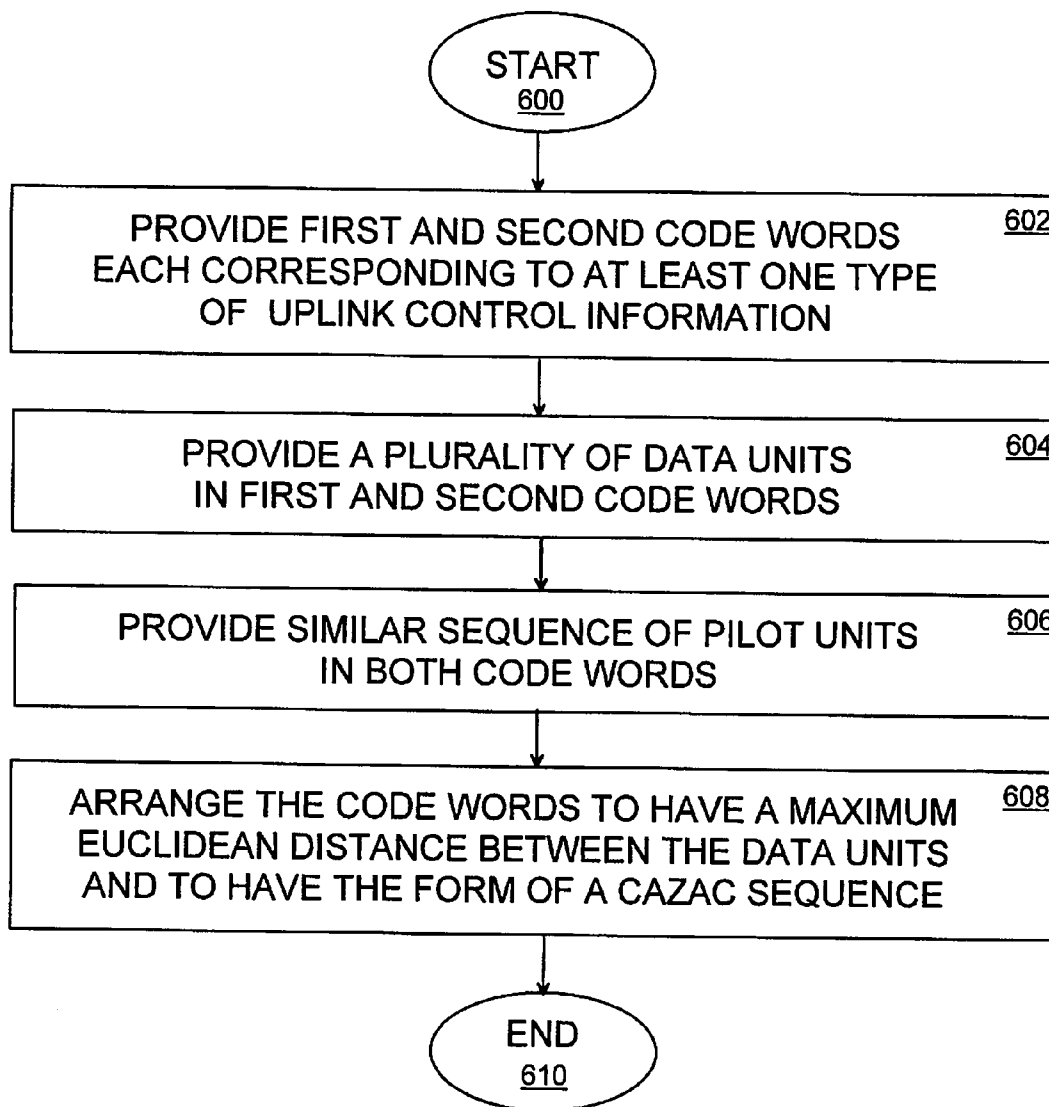 START
600
PROVIDE FIRST AND SECOND CODE WORDS
EACH CORRESPONDING TO AT LEAST ONE TYPE
OF UPLINK CONTROL INFORMATION
602
PROVIDE A PLURALITY OF DATA UNITS
IN FIRST AND SECOND CODE WORDS
604
PROVIDE SIMILAR SEQUENCE OF PILOT UNITS
IN BOTH CODE WORDS
606
ARRANGE THE CODE WORDS TO HAVE A MAXIMUM
EUCLIDEAN DISTANCE BETWEEN THE DATA UNITS
AND TO HAVE THE FORM OF A CAZAC SEQUENCE
608
END
610